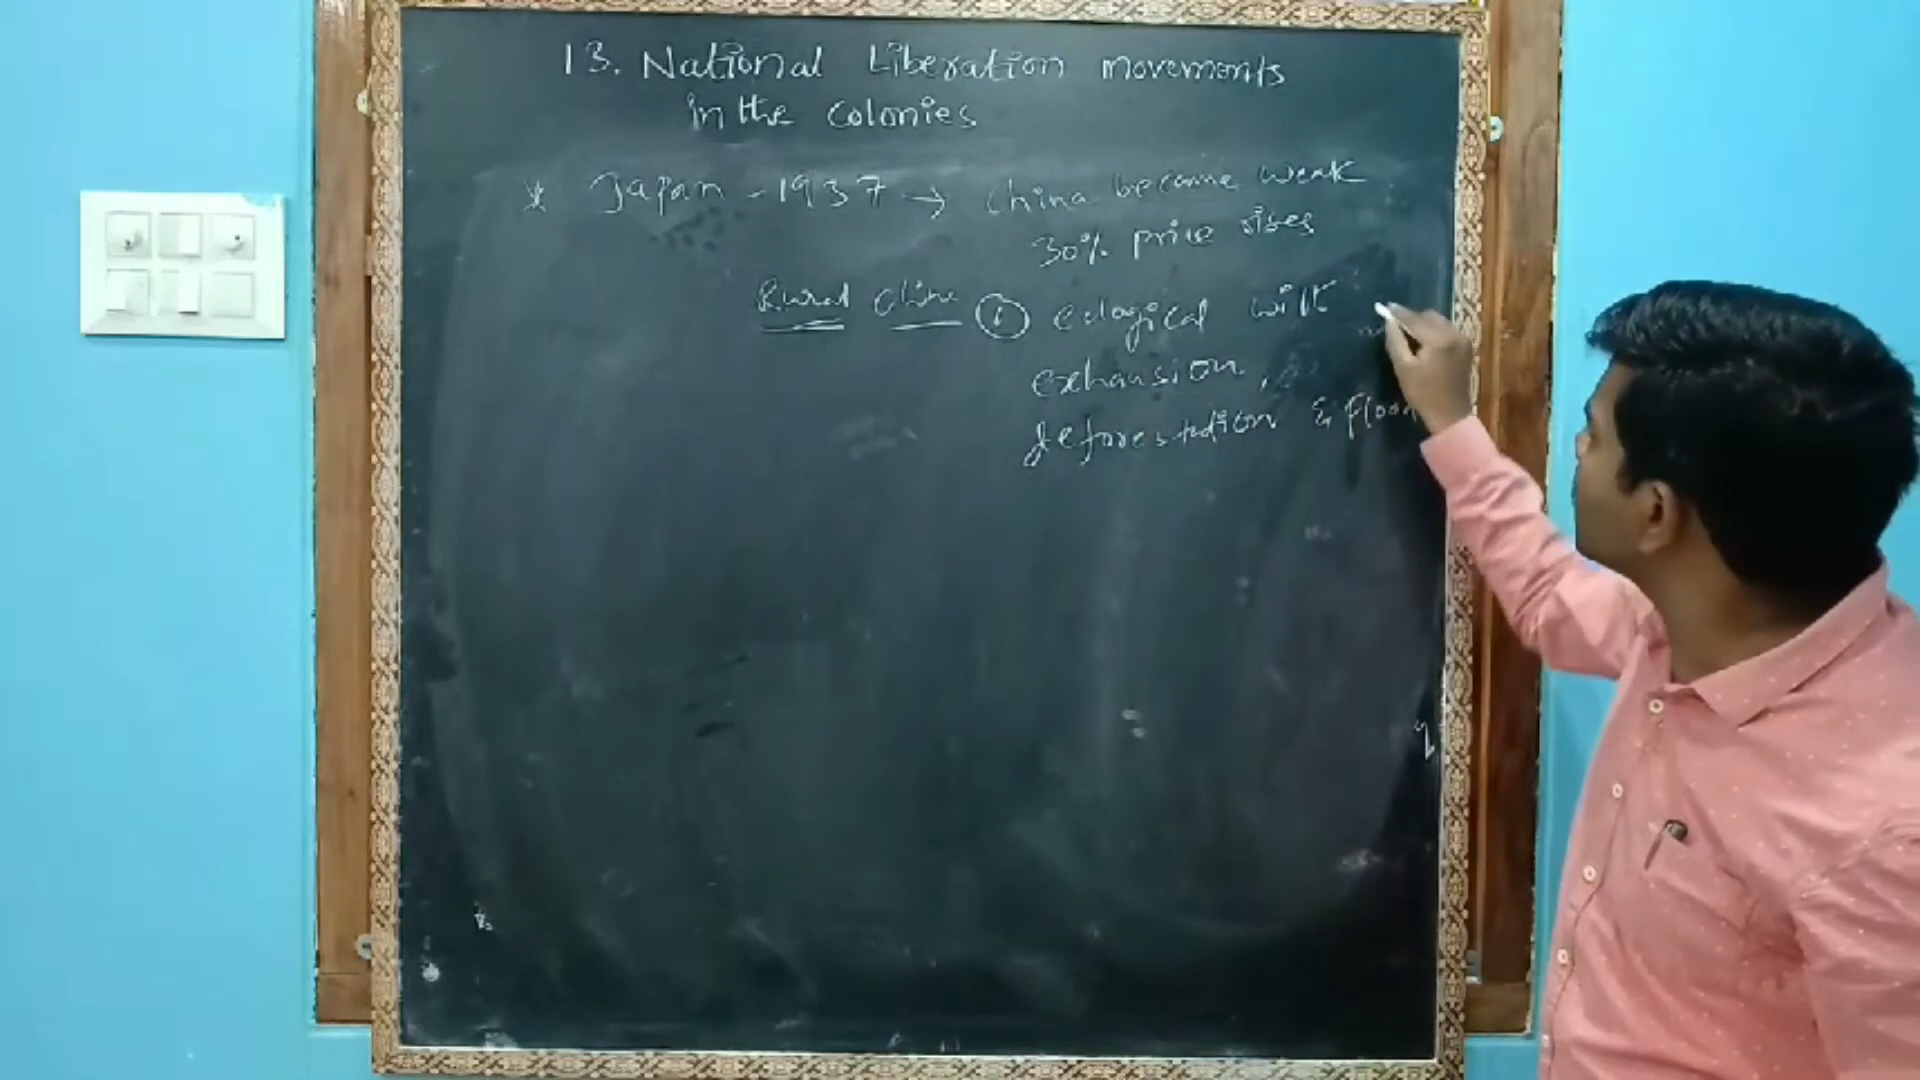 13. National Liberation movements
in the colonies
* Japan - 1937 → China became weak
30% price rises
Rural China ① ecological with
exhausion,
deforestation & flood